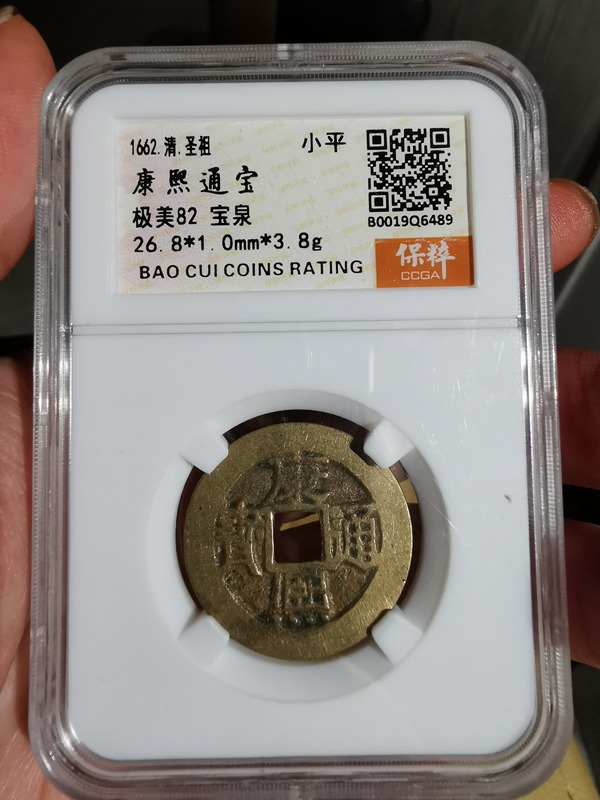 1662.清.圣祖 小平
康熙通宝
极美82 宝泉
26.8*1.0mm*3.8g
BAO CUI COINS RATING
B0019Q6489
保粹
CCGA
康熙通寳